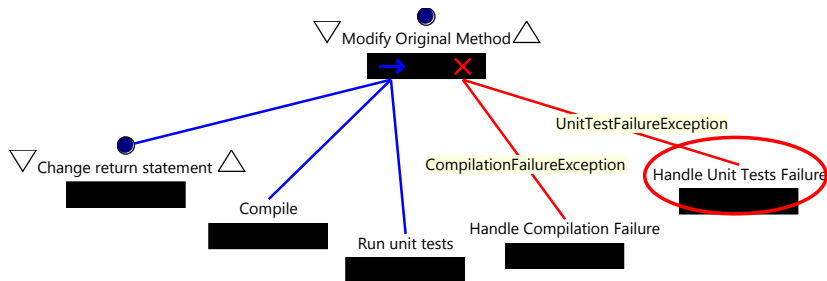 Modify Original Method
UnitTestFailureException
CompilationFailureException
Change return statement
Handle Unit Tests Failure
Compile
Handle Compilation Failure
Run unit tests